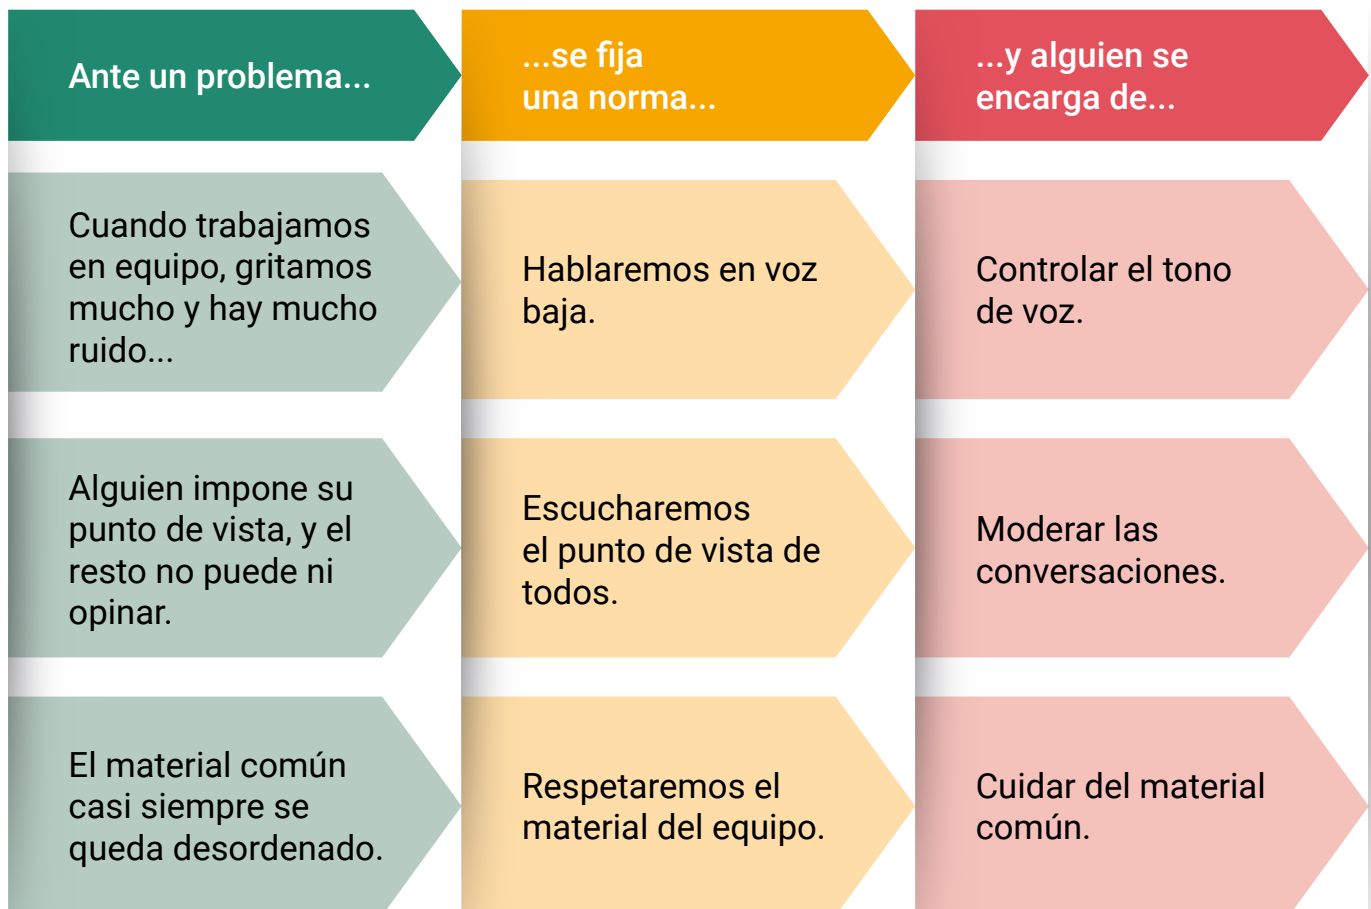 Ante un problema...
...se fija
una norma...
...y alguien se
encarga de...
Cuando trabajamos
en equipo, gritamos
mucho y hay mucho
ruido...
Hablaremos en voz
baja.
Controlar el tono
de voz.
Alguien impone su
punto de vista, y el
resto no puede ni
opinar.
Escucharemos
el punto de vista de
todos.
Moderar las
conversaciones.
El material común
casi siempre se
queda desordenado.
Respetaremos el
material del equipo.
Cuidar del material
común.